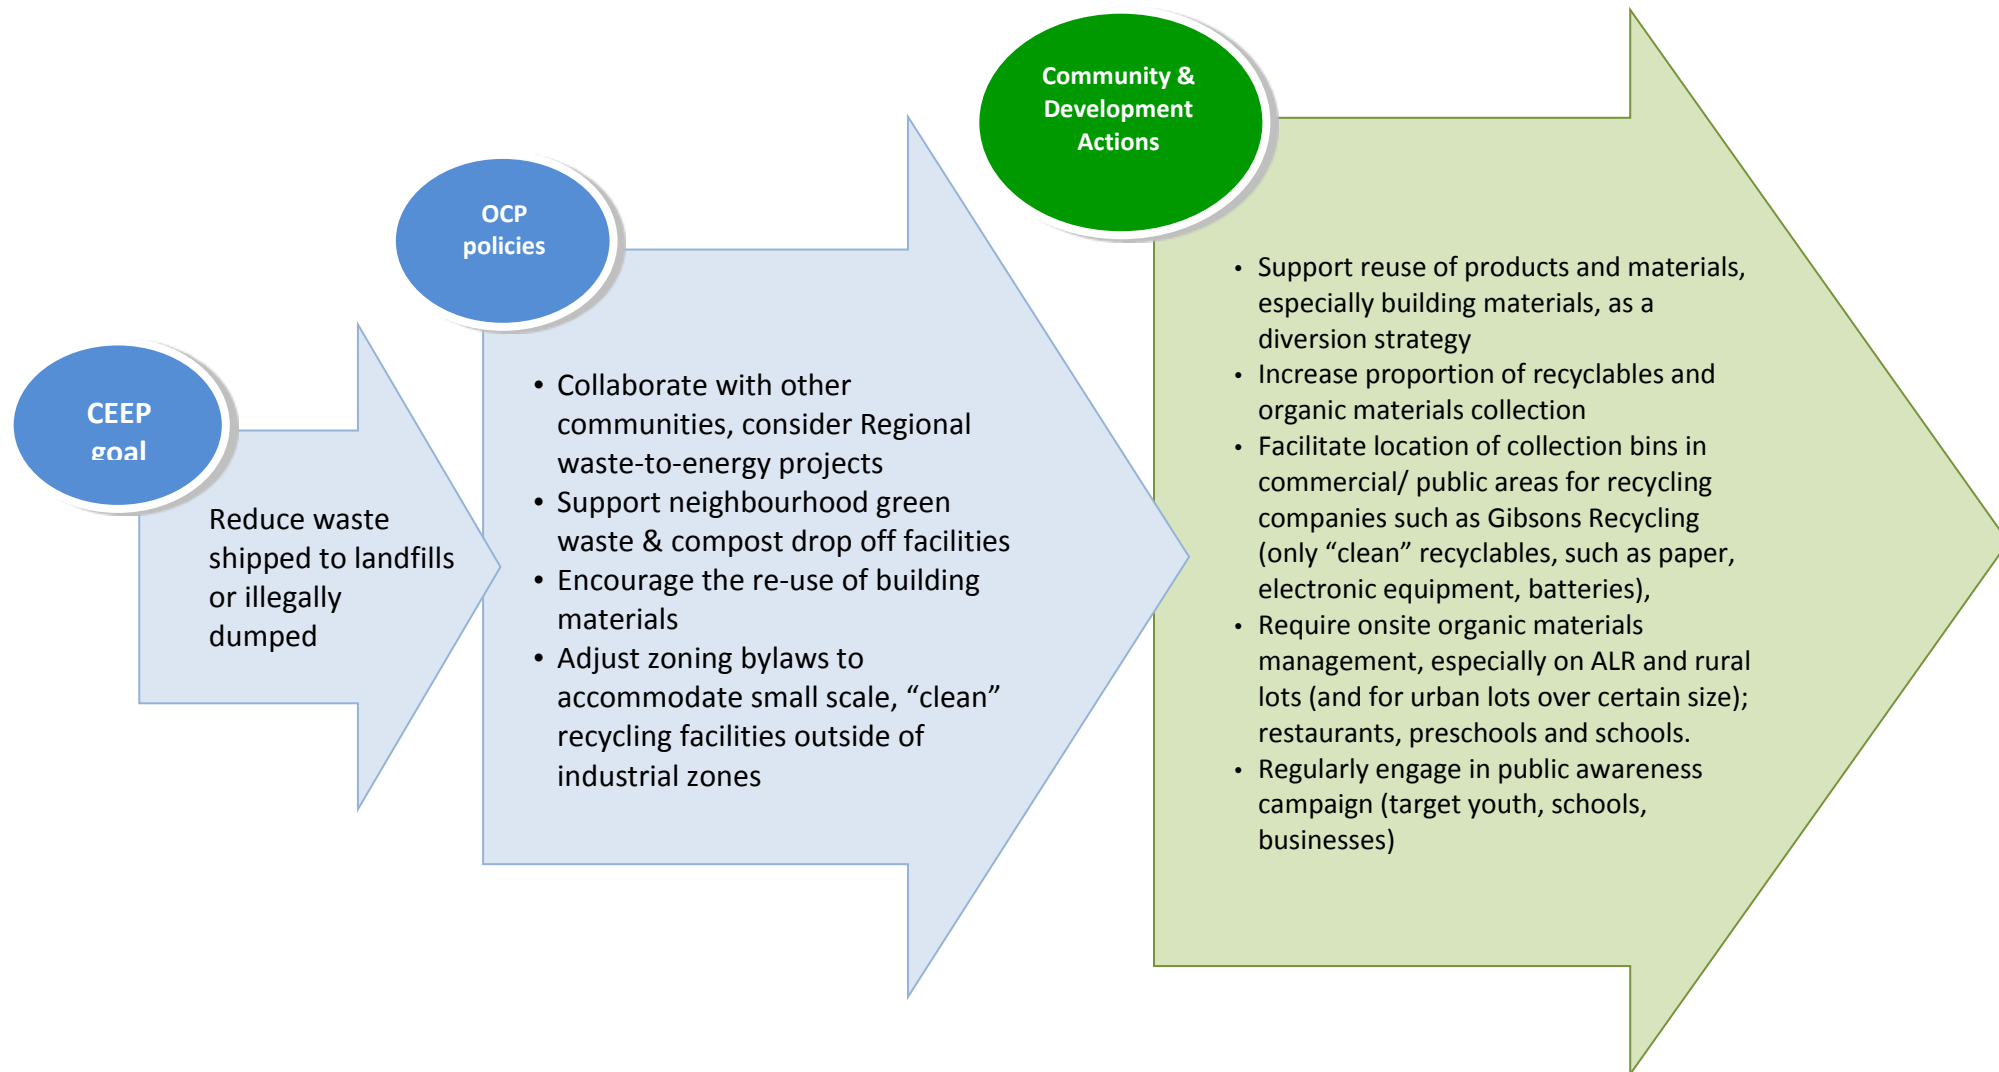 CEEP
goal
Reduce waste
shipped to landfills
or illegally
dumped
OCP
policies
• Collaborate with other
communities, consider Regional
waste-to-energy projects
• Support neighbourhood green
waste & compost drop off facilities
• Encourage the re-use of building
materials
• Adjust zoning bylaws to
accommodate small scale, “clean”
recycling facilities outside of
industrial zones
Community &
Development
Actions
• Support reuse of products and materials,
especially building materials, as a
diversion strategy
• Increase proportion of recyclables and
organic materials collection
• Facilitate location of collection bins in
commercial/ public areas for recycling
companies such as Gibsons Recycling
(only “clean” recyclables, such as paper,
electronic equipment, batteries),
• Require onsite organic materials
management, especially on ALR and rural
lots (and for urban lots over certain size);
restaurants, preschools and schools.
• Regularly engage in public awareness
campaign (target youth, schools,
businesses)